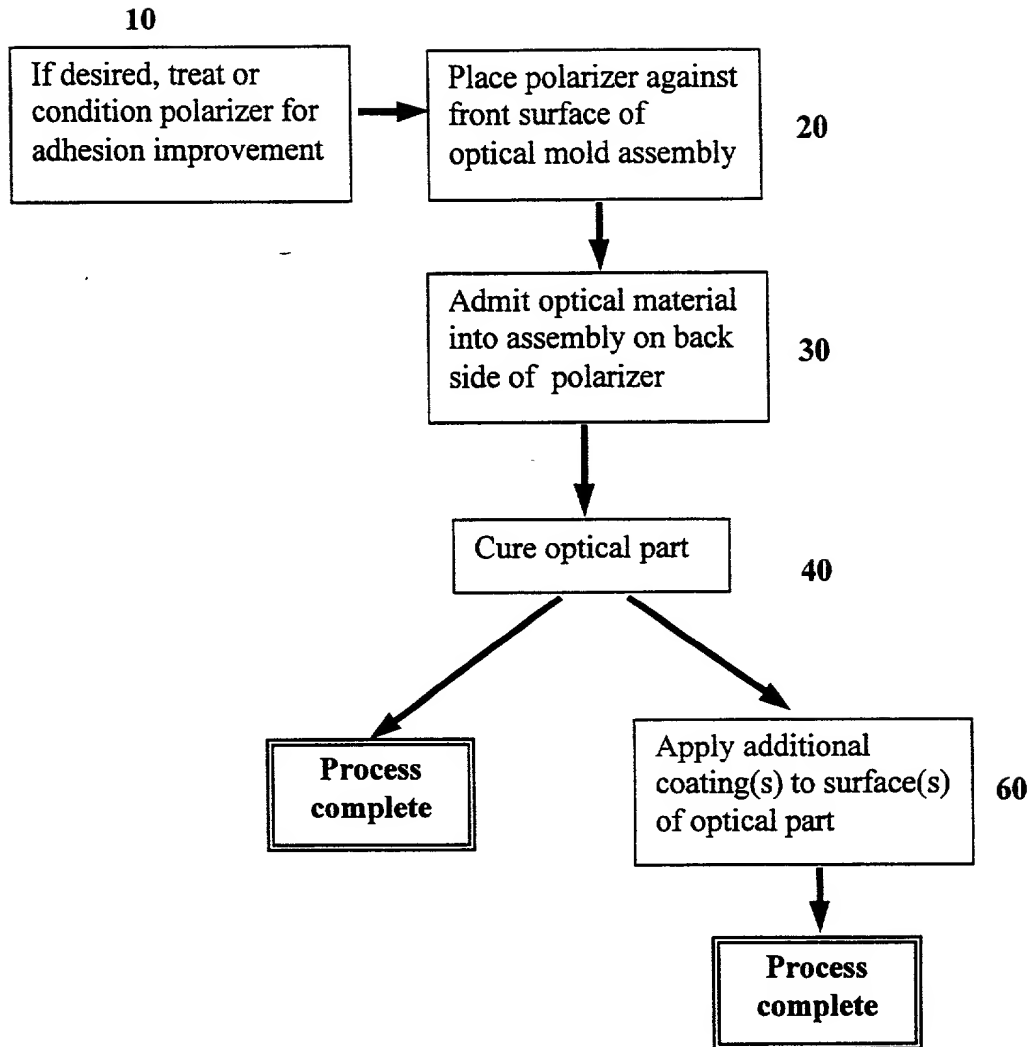 10
If desired, treat or
condition polarizer for
adhesion improvement
Place polarizer against
front surface of
optical mold assembly
20
Admit optical material
into assembly on back
side of polarizer
30
Cure optical part
40
Process
complete
Apply additional
coating(s) to surface(s)
of optical part
60
Process
complete